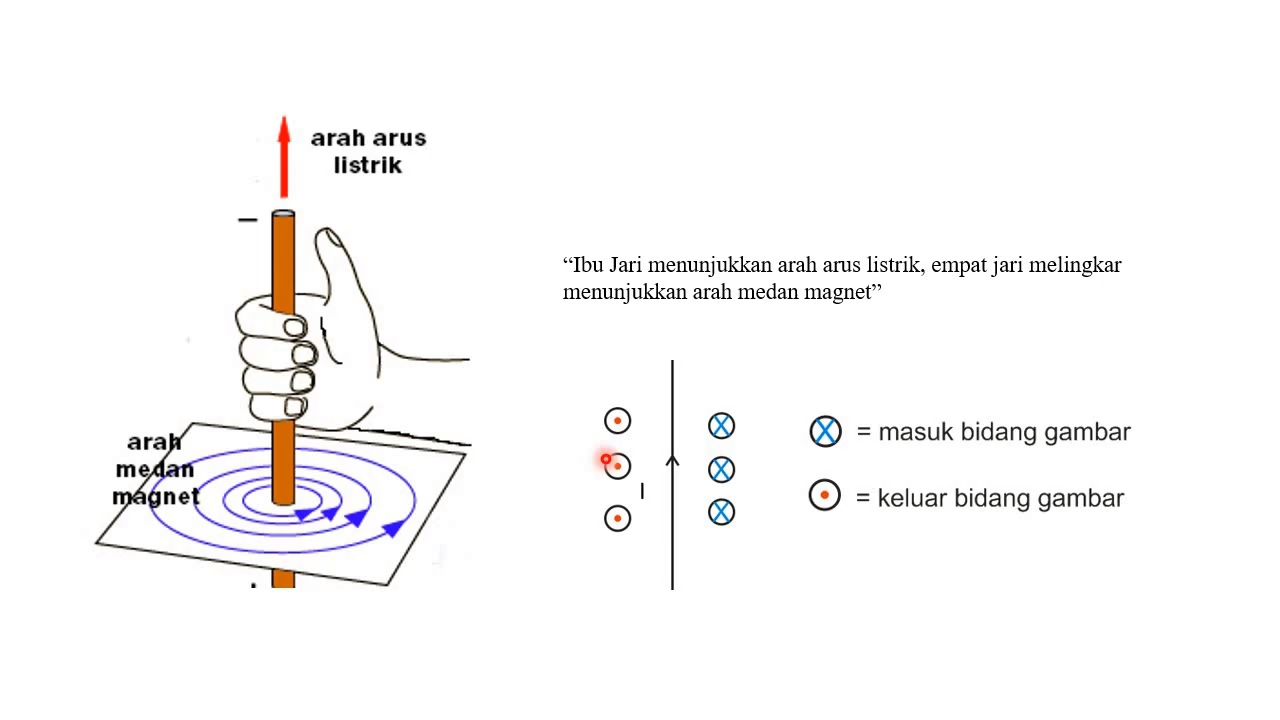 arah arus
listrik
–
arah
medan
magnet
“Ibu Jari menunjukkan arah arus listrik, empat jari melingkar
menunjukkan arah medan magnet”
I
= masuk bidang gambar
= keluar bidang gambar